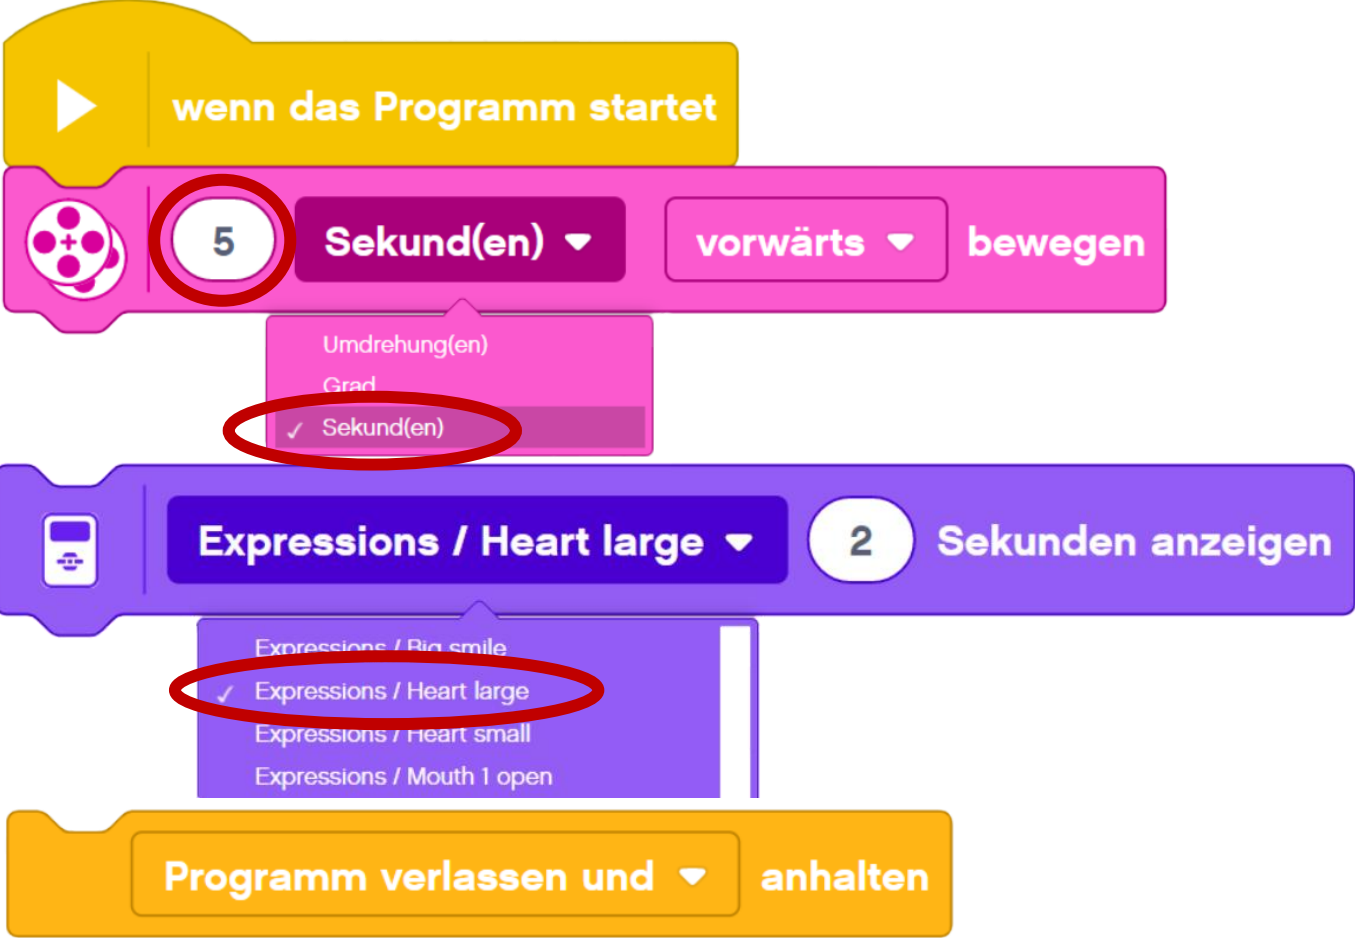 wenn das Programm startet
5 Sekund(en) vorwärts bewegen
Umdrehung(en)
Grad
✓ Sekund(en)
Expressions / Heart large 2 Sekunden anzeigen
Expressions / Big smile
✓ Expressions / Heart large
Expressions / Heart small
Expressions / Mouth 1 open
Programm verlassen und anhalten